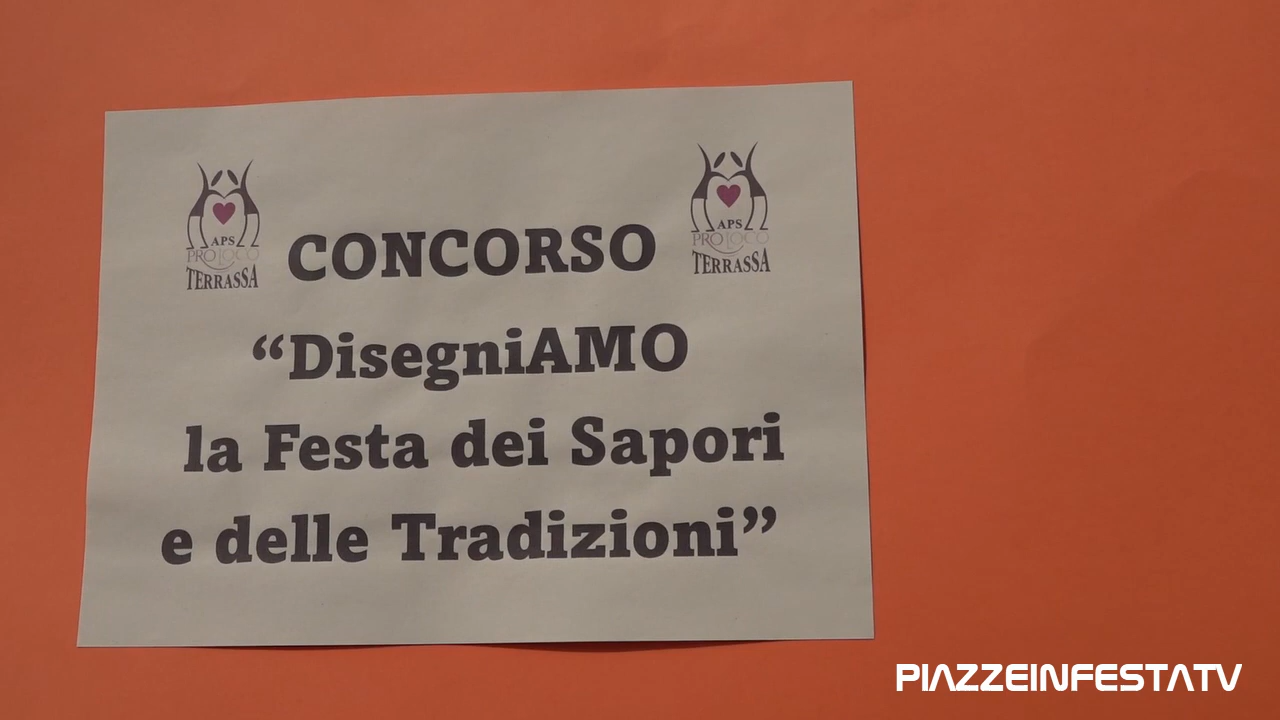 APS
PRO LOCO
TERRASSA
APS
PRO LOCO
TERRASSA
CONCORSO
“DisegniAMO
la Festa dei Sapori
e delle Tradizioni”
PIAZZEINFESTATV